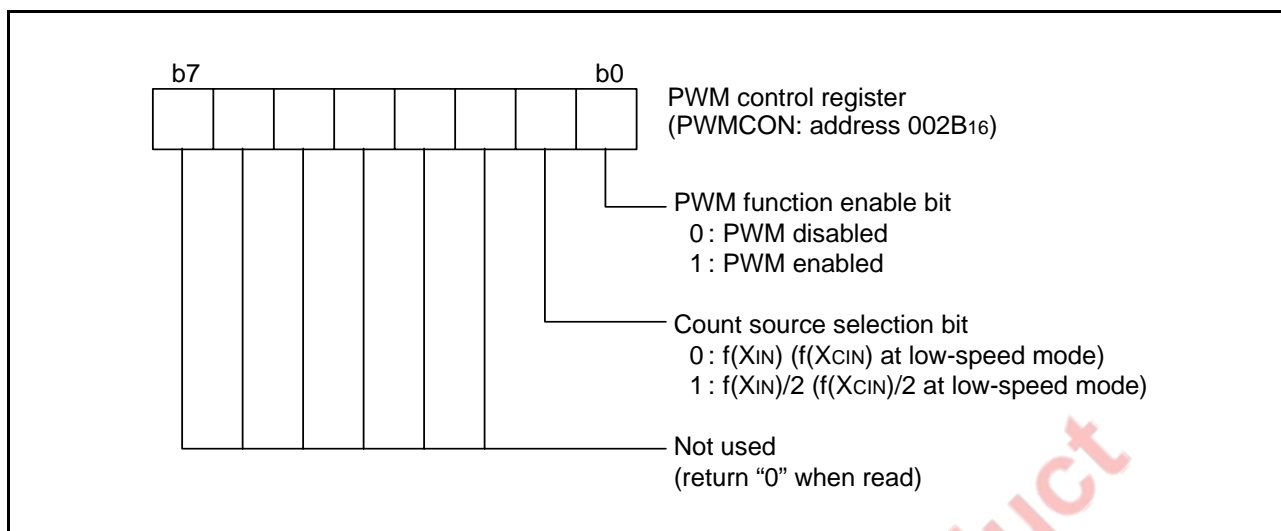 b7 b0
PWM control register
(PWMCON: address 002B16)
PWM function enable bit
0 : PWM disabled
1 : PWM enabled
Count source selection bit
0 : f(XIN) (f(XCIN) at low-speed mode)
1 : f(XIN)/2 (f(XCIN)/2 at low-speed mode)
Not used
(return “0” when read)